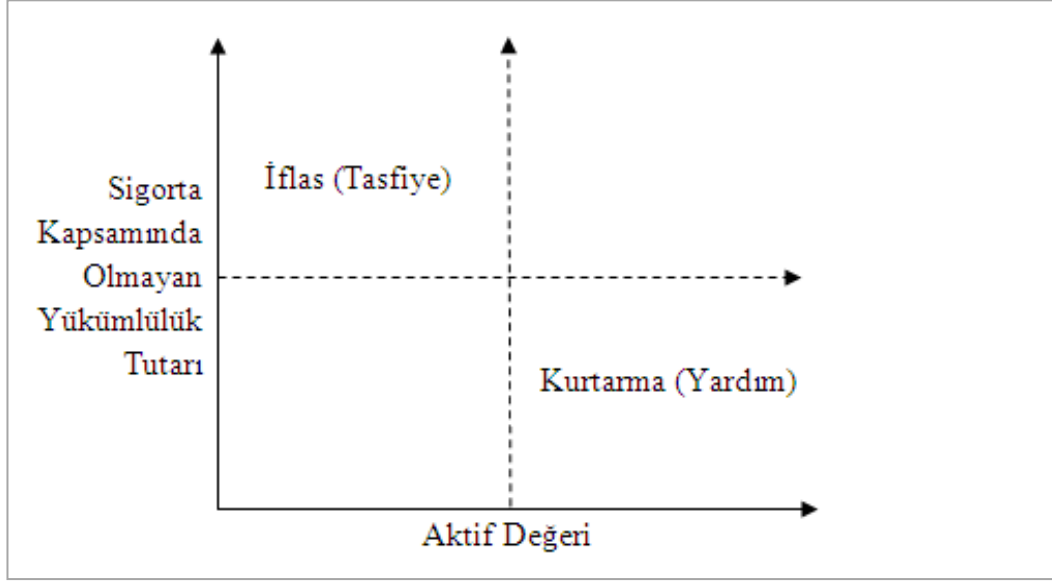 İflas (Tasfiye)
Sigorta
Kapsamında
Olmayan
Yükümlülük
Tutarı
Kurtarma (Yardım)
Aktif Değeri